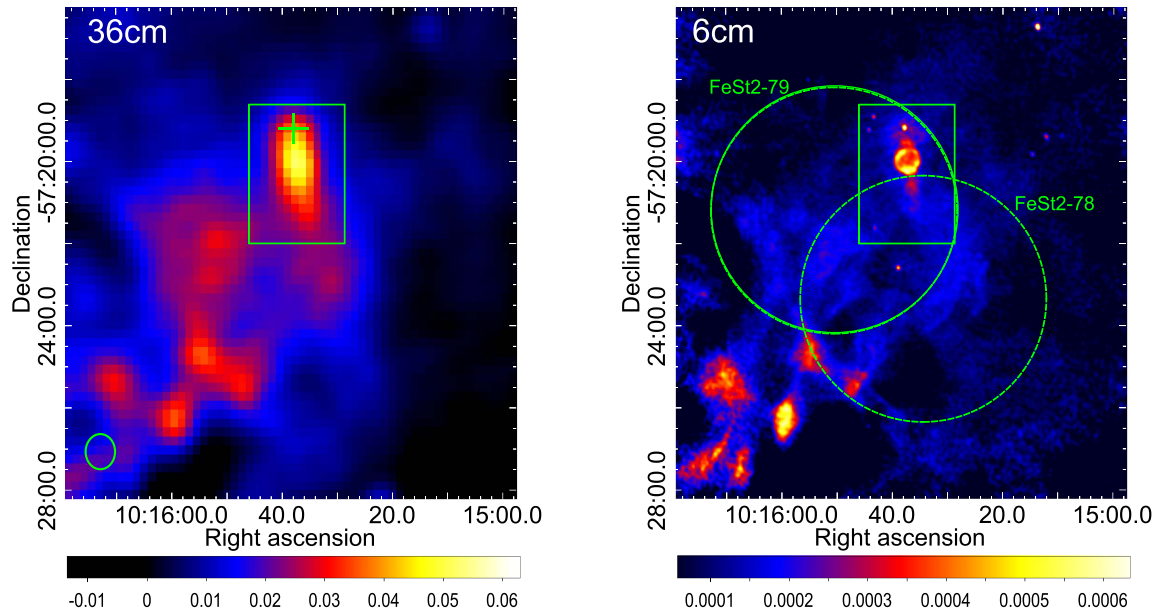 36cm
Declination
-57:20:00.0
24:00.0
28:00.0
10:16:00.0 40.0 20.0 15:00.0
Right ascension
-0.01 0 0.01 0.02 0.03 0.04 0.05 0.06
6cm
FeSt2-79
FeSt2-78
Declination
-57:20:00.0
24:00.0
28:00.0
10:16:00.0 40.0 20.0 15:00.0
Right ascension
0.0001 0.0002 0.0003 0.0004 0.0005 0.0006